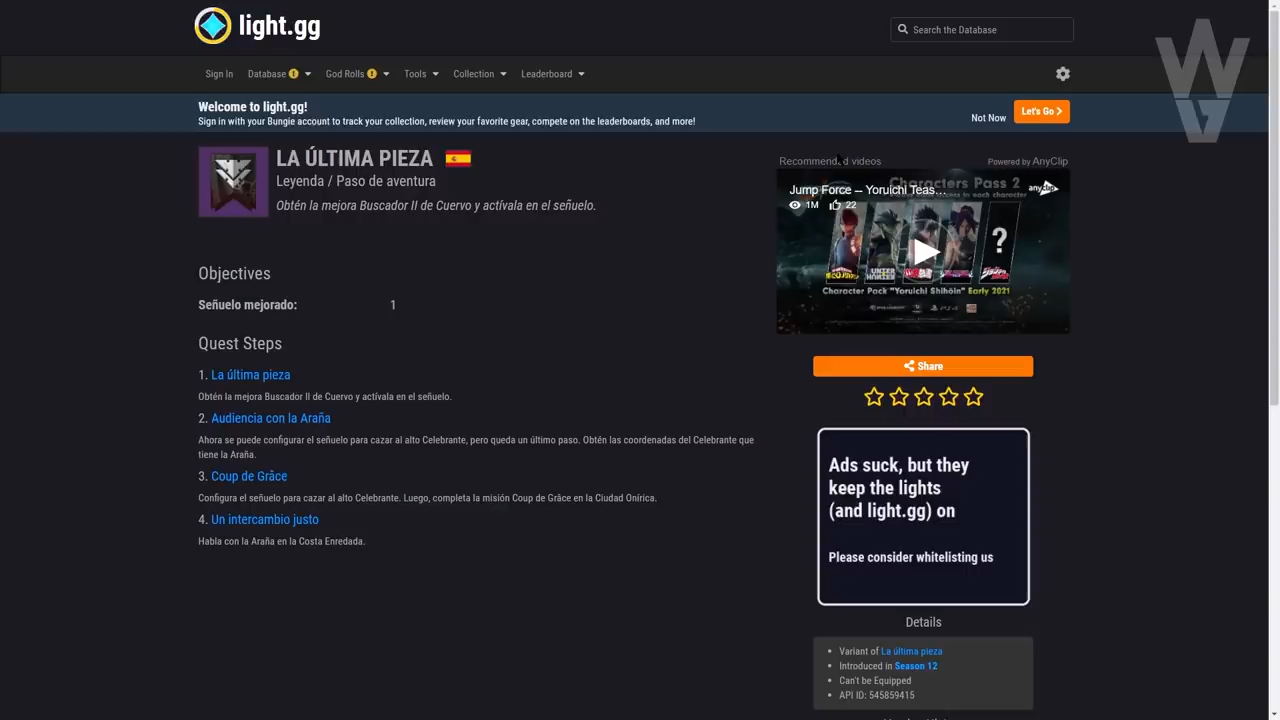 light.gg
Search the Database
Sign In
Database
God Rolls
Tools
Collection
Leaderboard
Welcome to light.gg!
Sign in with your Bungie account to track your collection, review your favorite gear, compete on the leaderboards, and more!
Not Now
Let's Go
WG
LA ÚLTIMA PIEZA
Leyenda / Paso de aventura
Obtén la mejora Buscador II de Cuervo y actívala en el señuelo.
Objectives
Señuelo mejorado: 1
Quest Steps
1. La última pieza
Obtén la mejora Buscador II de Cuervo y actívala en el señuelo.
2. Audiencia con la Araña
Ahora se puede configurar el señuelo para cazar al alto Celebrante, pero queda un último paso. Obtén las coordenadas del Celebrante que
tiene la Araña.
3. Coup de Grâce
Configura el señuelo para cazar al alto Celebrante. Luego, completa la misión Coup de Grâce en la Ciudad Onírica.
4. Un intercambio justo
Habla con la Araña en la Costa Enredada.
Recommended videos
Powered by AnyClip
Characters Pass 2
Jump Force -- Yoruichi Teas...
1M 22
?
Character Pack "Yoruichi Shihôin" Early 2021
Share
Ads suck, but they
keep the lights
(and light.gg) on
Please consider whitelisting us
Details
Variant of La última pieza
Introduced in Season 12
Can't be Equipped
API ID: 545859415